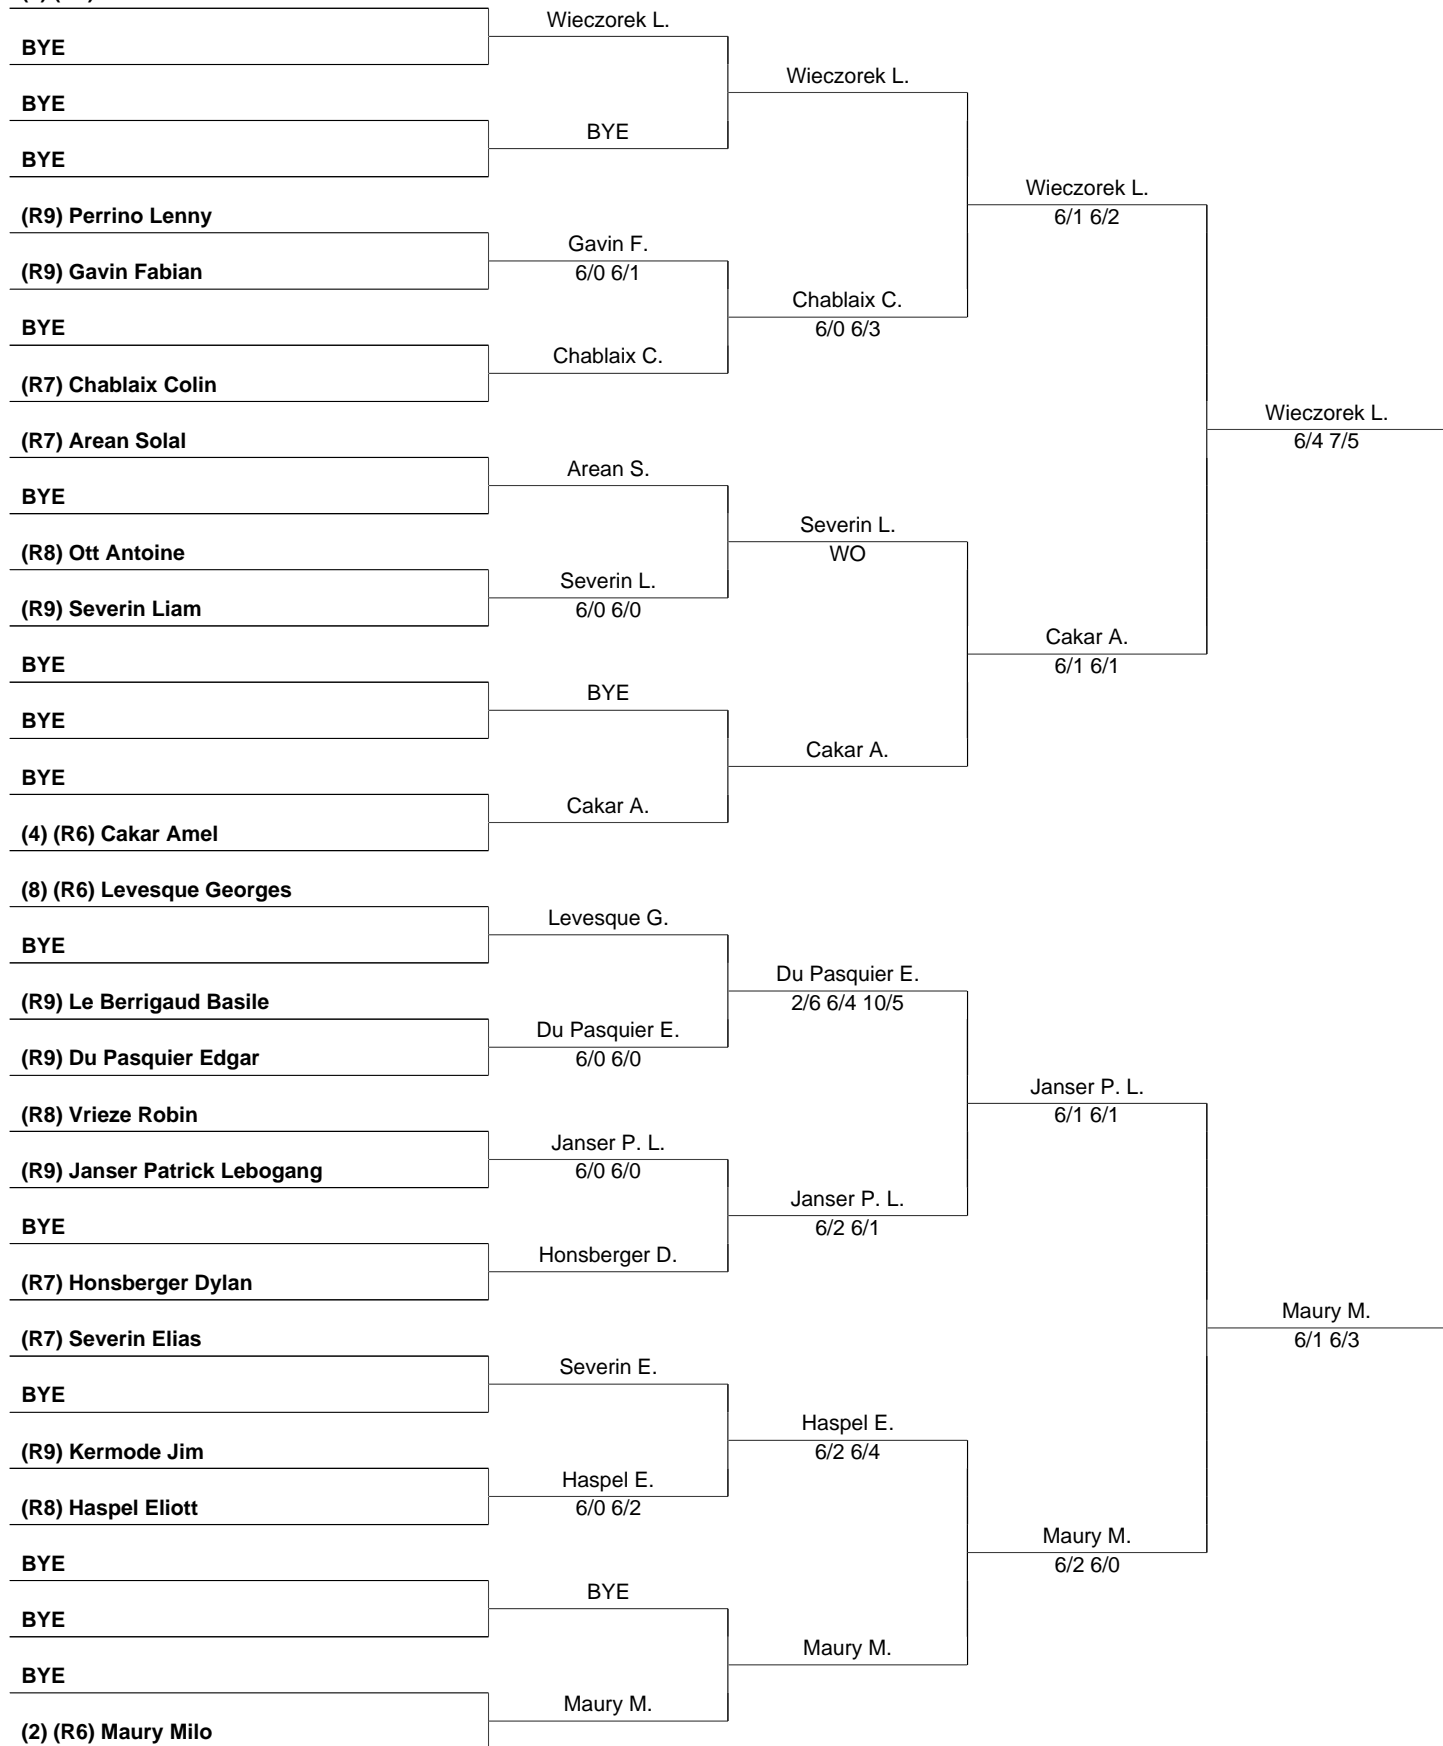 BYE
BYE
BYE
(R9) Perrino Lenny
(R9) Gavin Fabian
BYE
(R7) Chablaix Colin
(R7) Arean Solal
BYE
(R8) Ott Antoine
(R9) Severin Liam
BYE
BYE
BYE
(4) (R6) Cakar Amel
(8) (R6) Levesque Georges
BYE
(R9) Le Berrigaud Basile
(R9) Du Pasquier Edgar
(R8) Vrieze Robin
(R9) Janser Patrick Lebogang
BYE
(R7) Honsberger Dylan
(R7) Severin Elias
BYE
(R9) Kermode Jim
(R8) Haspel Eliott
BYE
BYE
BYE
(2) (R6) Maury Milo
Wieczorek L.
BYE
Gavin F.
6/0 6/1
Chablaix C.
Arean S.
Severin L.
6/0 6/0
BYE
Cakar A.
Levesque G.
Du Pasquier E.
6/0 6/0
Janser P. L.
6/0 6/0
Honsberger D.
Severin E.
Haspel E.
6/0 6/2
BYE
Maury M.
Wieczorek L.
Chablaix C.
6/0 6/3
Severin L.
WO
Cakar A.
Du Pasquier E.
2/6 6/4 10/5
Janser P. L.
6/2 6/1
Haspel E.
6/2 6/4
Maury M.
Wieczorek L.
6/1 6/2
Cakar A.
6/1 6/1
Janser P. L.
6/1 6/1
Maury M.
6/2 6/0
Wieczorek L.
6/4 7/5
Maury M.
6/1 6/3